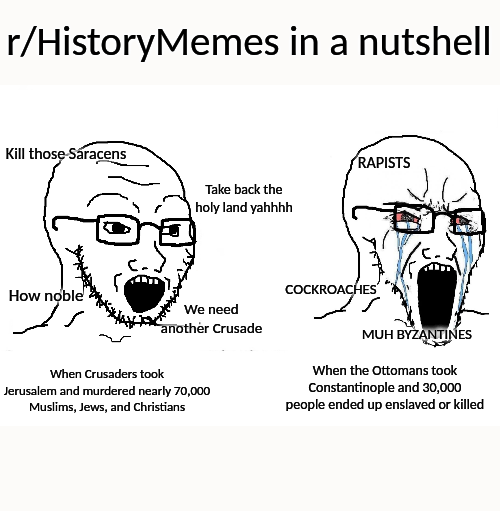 r/HistoryMemes in a nutshell
Kill those Saracens
Take back the
holy land yahhhh
How noble
We need
another Crusade
When Crusaders took
Jerusalem and murdered nearly 70,000
Muslims, Jews, and Christians
RAPISTS
COCKROACHES
MUH BYZANTINES
When the Ottomans took
Constantinople and 30,000
people ended up enslaved or killed